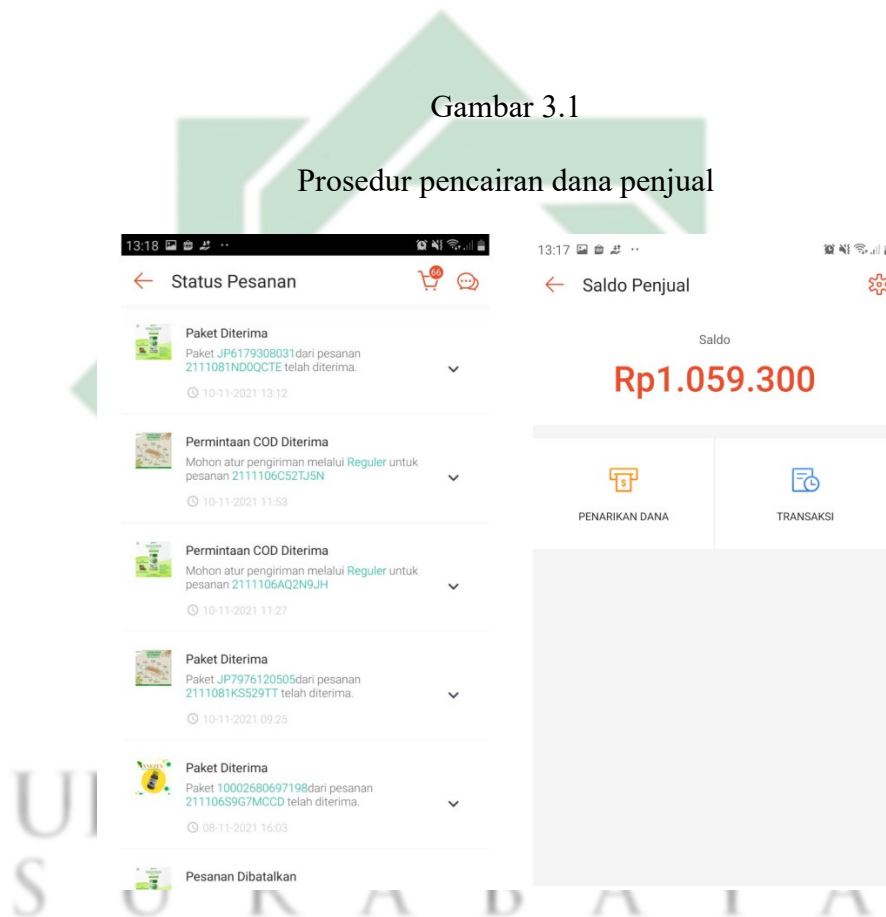 Gambar 3.1
Prosedur pencairan dana penjual
13:18
Status Pesanan
66
Paket Diterima
Paket JP6179308031dari pesanan
2111081ND0QCTE telah diterima.
10-11-2021 13:12
Permintaan COD Diterima
Mohon atur pengiriman melalui Reguler untuk
pesanan 2111106C52TJ5N
10-11-2021 11:53
Permintaan COD Diterima
Mohon atur pengiriman melalui Reguler untuk
pesanan 2111106AQ2N9JH
10-11-2021 11:27
Paket Diterima
Paket JP7976120505dari pesanan
2111081KS529TT telah diterima.
10-11-2021 09:25
Paket Diterima
Paket 10002680697198dari pesanan
211106S9G7MCCD telah diterima.
08-11-2021 16:03
Pesanan Dibatalkan
13:17
Saldo Penjual
Saldo
Rp1.059.300
PENARIKAN DANA
TRANSAKSI
U
S U R A B A Y A